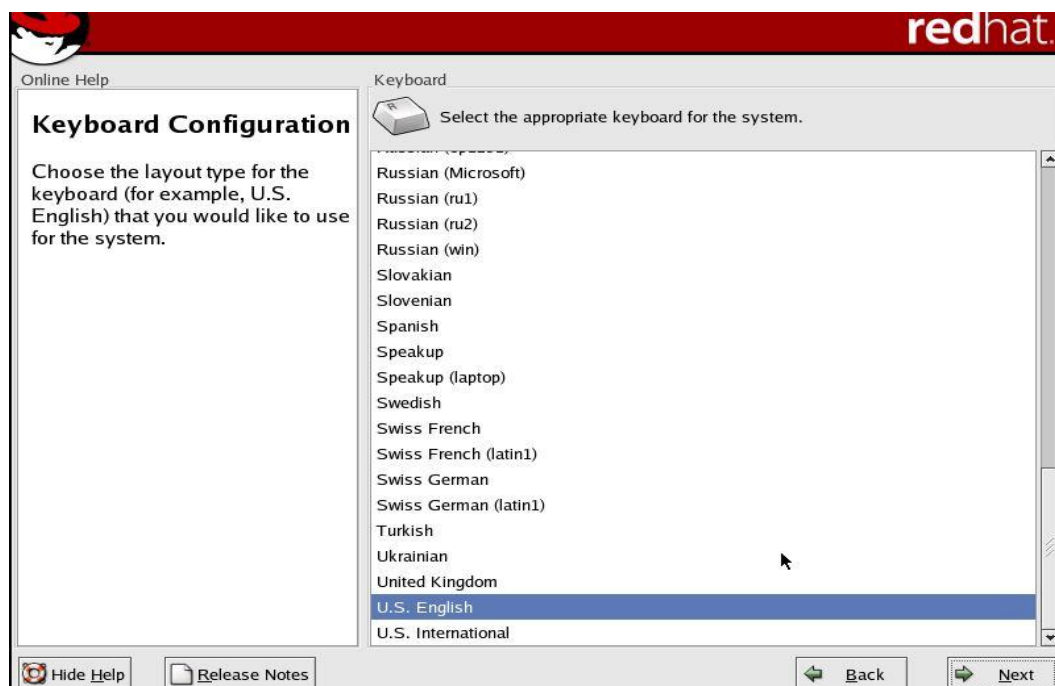 redhat.
Online Help
Keyboard Configuration
Choose the layout type for the
keyboard (for example, U.S.
English) that you would like to use
for the system.
Keyboard
R
Select the appropriate keyboard for the system.
Russian (Microsoft)
Russian (ru1)
Russian (ru2)
Russian (win)
Slovakian
Slovenian
Spanish
Speakup
Speakup (laptop)
Swedish
Swiss French
Swiss French (latin1)
Swiss German
Swiss German (latin1)
Turkish
Ukrainian
United Kingdom
U.S. English
U.S. International
Hide Help
Release Notes
Back
Next